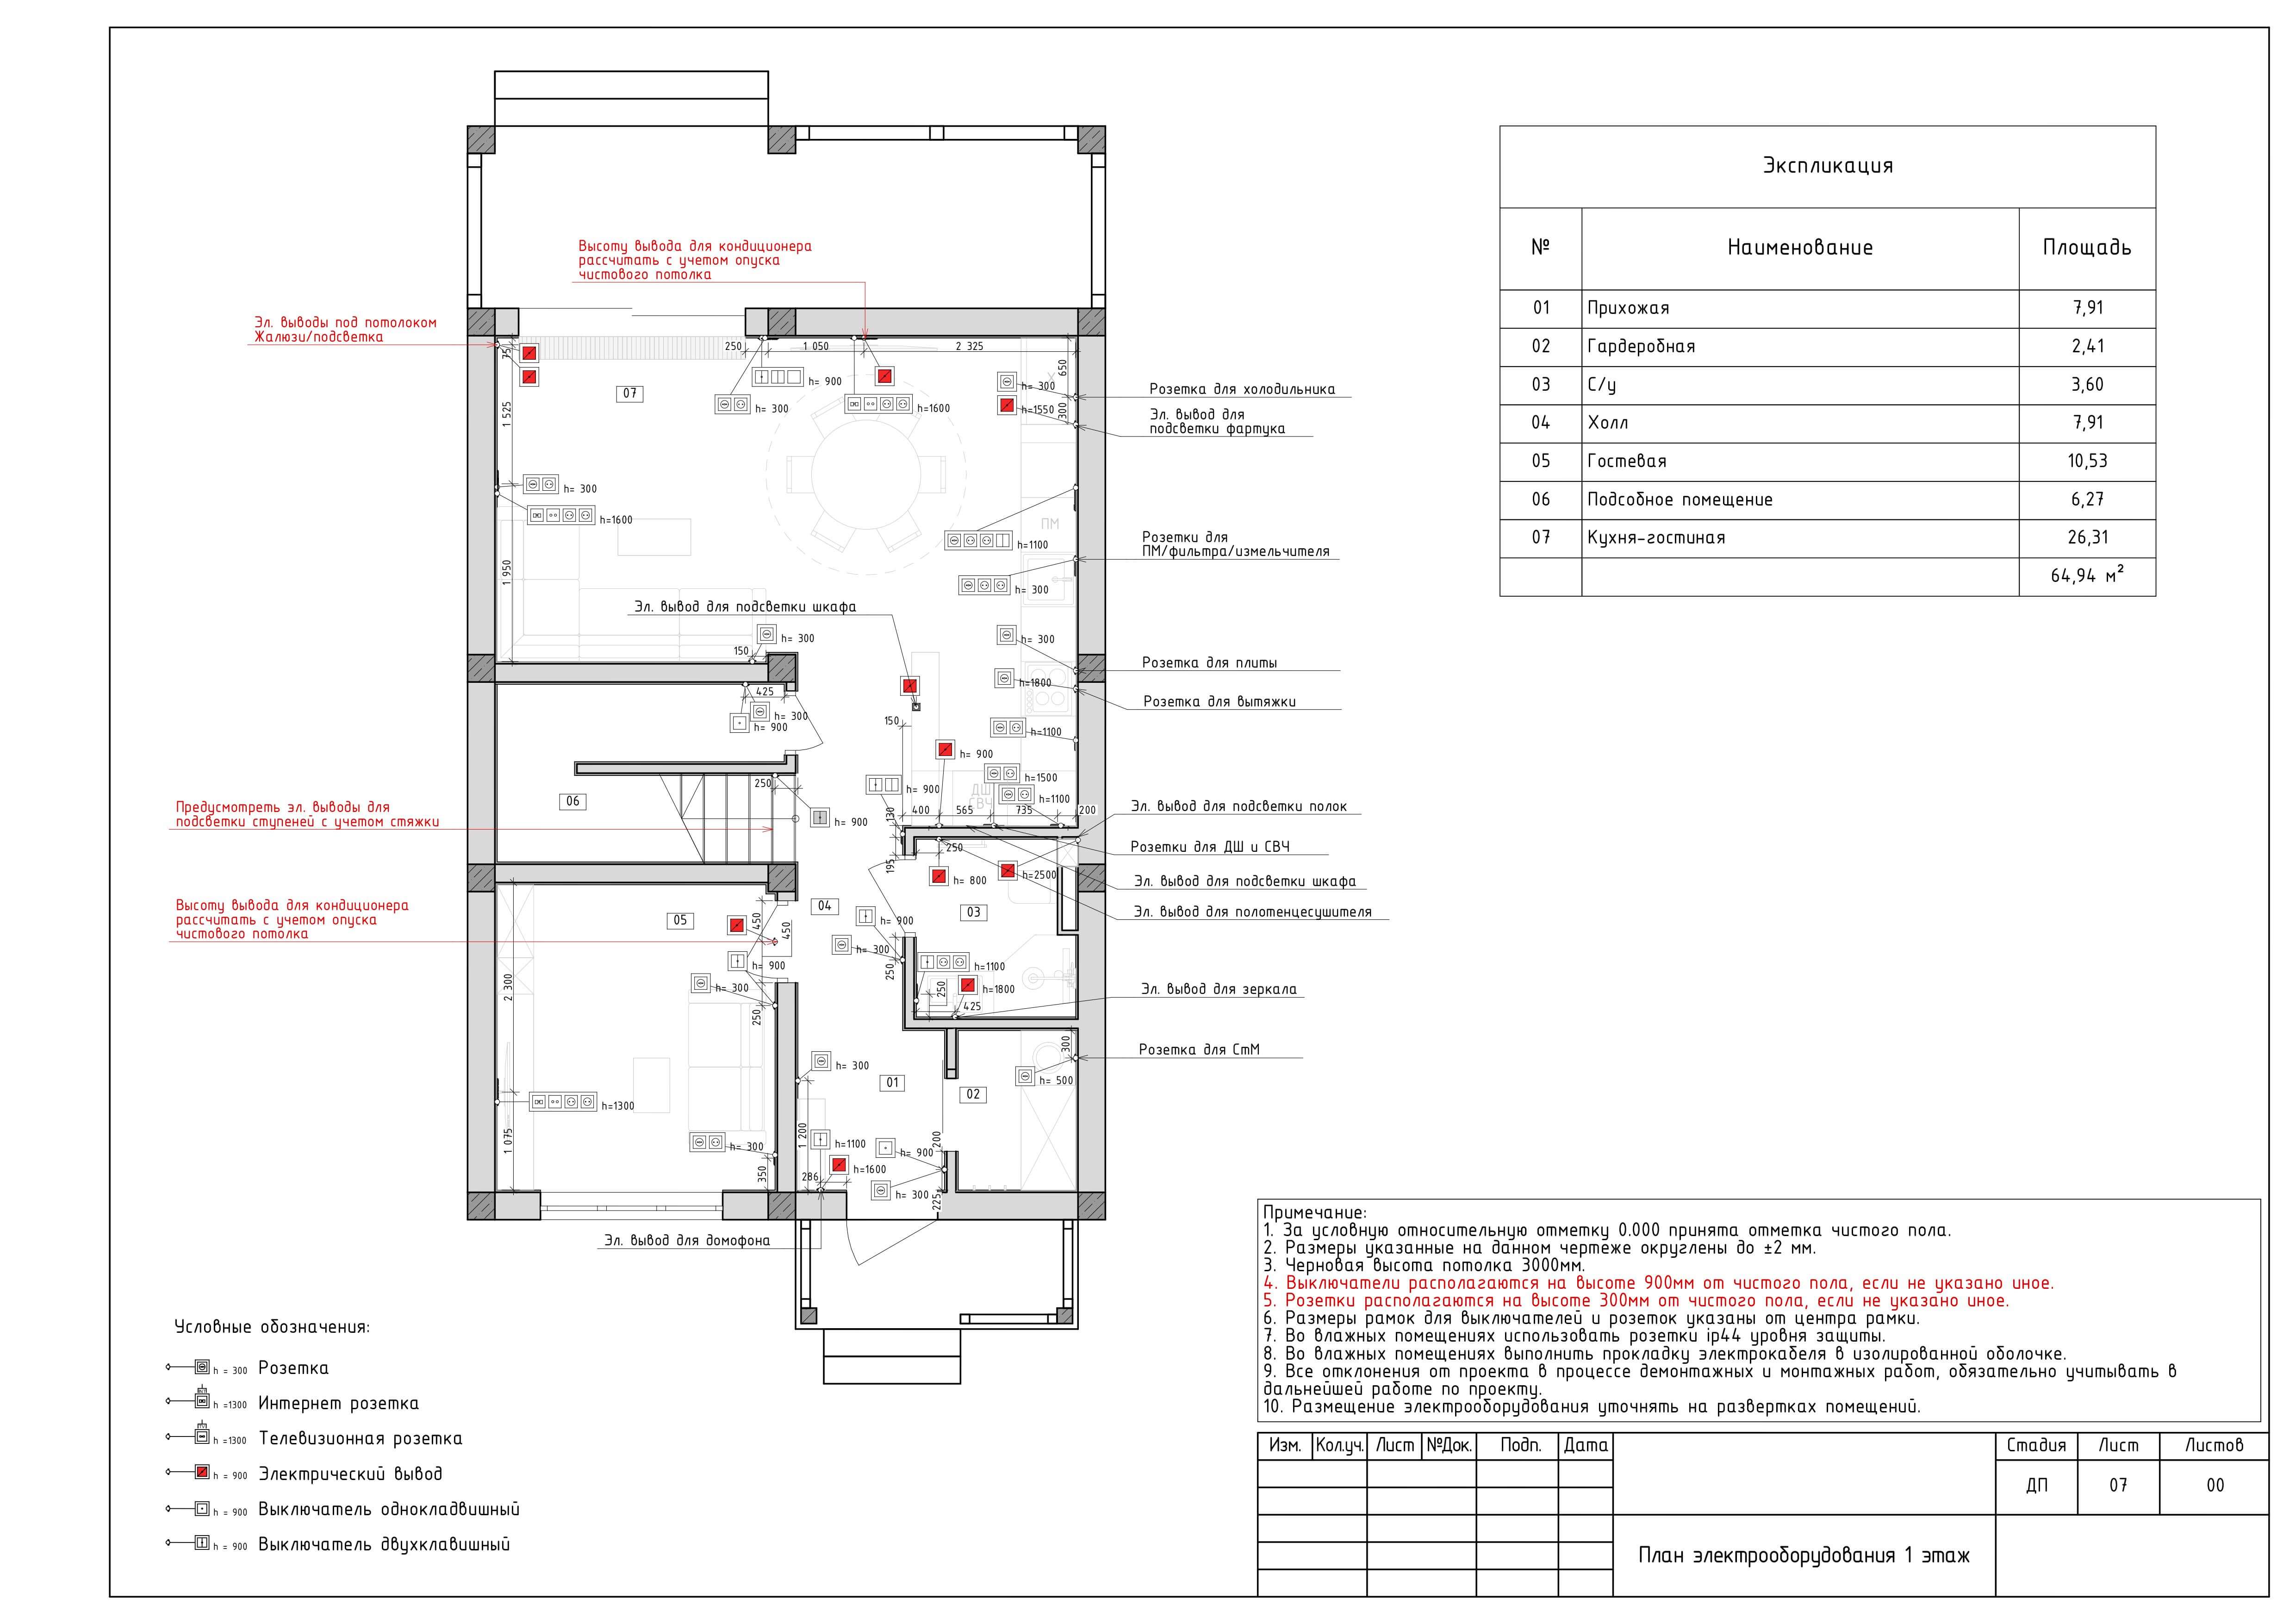 Высоту вывода для кондиционера
рассчитать с учетом опуска
чистового потолка
Эл. выводы под потолоком
Жалюзи/подсветка
75
250
1 050
2 325
650
300
h= 900
h= 300
h=1600
h= 300
h=1550
07
1 525
Розетка для холодильника
Эл. вывод для
подсветки фартука
h= 300
h=1600
1 950
ПМ
h=1100
Розетки для
ПМ/фильтра/измельчителя
h= 300
Эл. вывод для подсветки шкафа
150
h= 300
h= 300
Розетка для плиты
h=1800
Розетка для вытяжки
425
h= 300
h= 900
150
h=1100
h= 900
250
h= 900
h=1500
ДШ
СВЧ
h=1100
06
Предусмотреть эл. выводы для
подсветки ступеней с учетом стяжки
h= 900
130
400
565
735
200
Эл. вывод для подсветки полок
195
250
Розетки для ДШ и СВЧ
h= 800
h=2500
Эл. вывод для подсветки шкафа
Эл. вывод для полотенцесушителя
Высоту вывода для кондиционера
рассчитать с учетом опуска
чистового потолка
05
04
03
450
450
h= 900
h= 300
h= 900
250
h=1100
2 300
h= 300
250
h=1800
250
425
Эл. вывод для зеркала
300
Розетка для СтМ
h= 300
01
02
h= 500
h=1300
1 075
h= 300
350
1 200
h=1100
h= 900
200
286
h=1600
h= 300
225
Эл. вывод для домофона
Экспликация
№ Наименование Площадь
01 Прихожая 7,91
02 Гардеробная 2,41
03 С/у 3,60
04 Холл 7,91
05 Гостевая 10,53
06 Подсобное помещение 6,27
07 Кухня-гостиная 26,31
64,94 м²
Условные обозначения:
h = 300 Розетка
h =1300 Интернет розетка
h =1300 Телевизионная розетка
h = 900 Электрический вывод
h = 900 Выключатель однокладвишный
h = 900 Выключатель двухклавишный
Примечание:
1. За условную относительную отметку 0.000 принята отметка чистого пола.
2. Размеры указанные на данном чертеже округлены до ±2 мм.
3. Черновая высота потолка 3000мм.
4. Выключатели располагаются на высоте 900мм от чистого пола, если не указано иное.
5. Розетки располагаются на высоте 300мм от чистого пола, если не указано иное.
6. Размеры рамок для выключателей и розеток указаны от центра рамки.
7. Во влажных помещениях использовать розетки ip44 уровня защиты.
8. Во влажных помещениях выполнить прокладку электрокабеля в изолированной оболочке.
9. Все отклонения от проекта в процессе демонтажных и монтажных работ, обязательно учитывать в
дальнейшей работе по проекту.
10. Размещение электрооборудования уточнять на развертках помещений.
Изм. Кол.уч. Лист №Док. Подп. Дата
Стадия Лист Листов
ДП 07 00
План электрооборудования 1 этаж